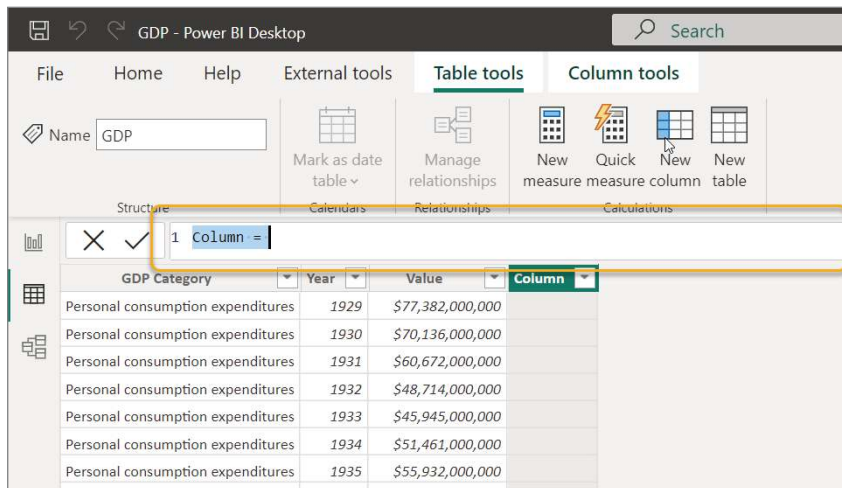 GDP - Power BI Desktop
Search
File Home Help External tools Table tools Column tools
Name GDP
Mark as date table
Manage relationships
New measure
Quick measure
New column
New table
Structure Calendars Relationships Calculations
1 Column =
GDP Category Year Value Column
Personal consumption expenditures 1929 $77,382,000,000
Personal consumption expenditures 1930 $70,136,000,000
Personal consumption expenditures 1931 $60,672,000,000
Personal consumption expenditures 1932 $48,714,000,000
Personal consumption expenditures 1933 $45,945,000,000
Personal consumption expenditures 1934 $51,461,000,000
Personal consumption expenditures 1935 $55,932,000,000